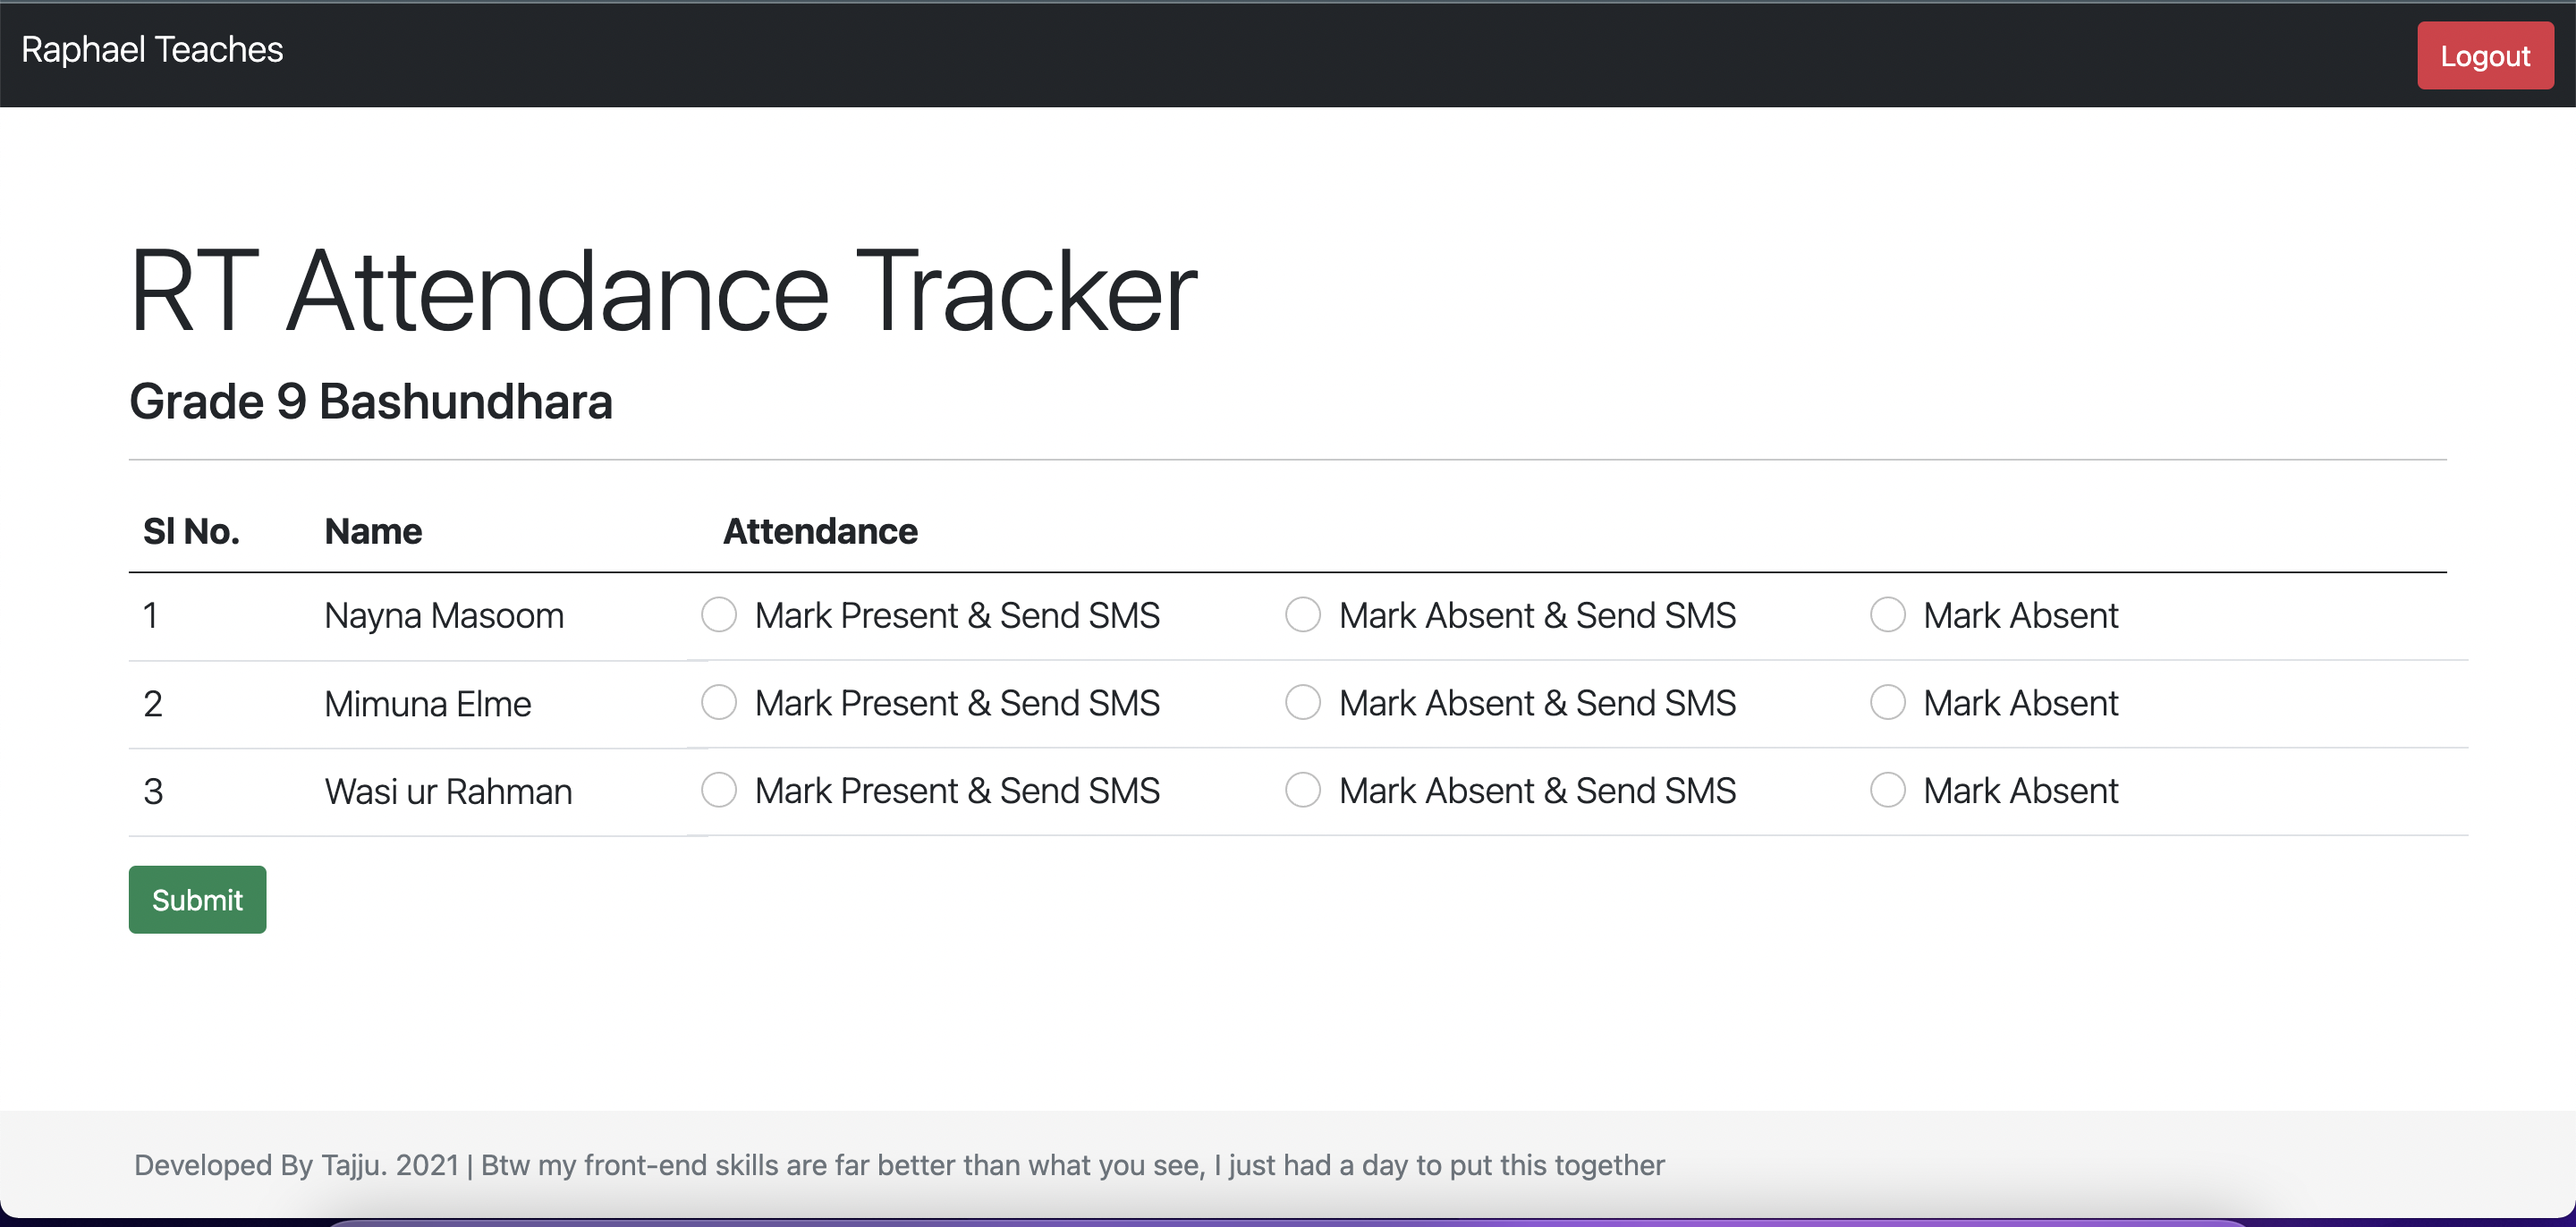 Raphael Teaches Logout
RT Attendance Tracker
Grade 9 Bashundhara
Sl No. Name Attendance
1 Nayna Masoom Mark Present & Send SMS Mark Absent & Send SMS Mark Absent
2 Mimuna Elme Mark Present & Send SMS Mark Absent & Send SMS Mark Absent
3 Wasi ur Rahman Mark Present & Send SMS Mark Absent & Send SMS Mark Absent
Submit
Developed By Tajju. 2021 | Btw my front-end skills are far better than what you see, I just had a day to put this together